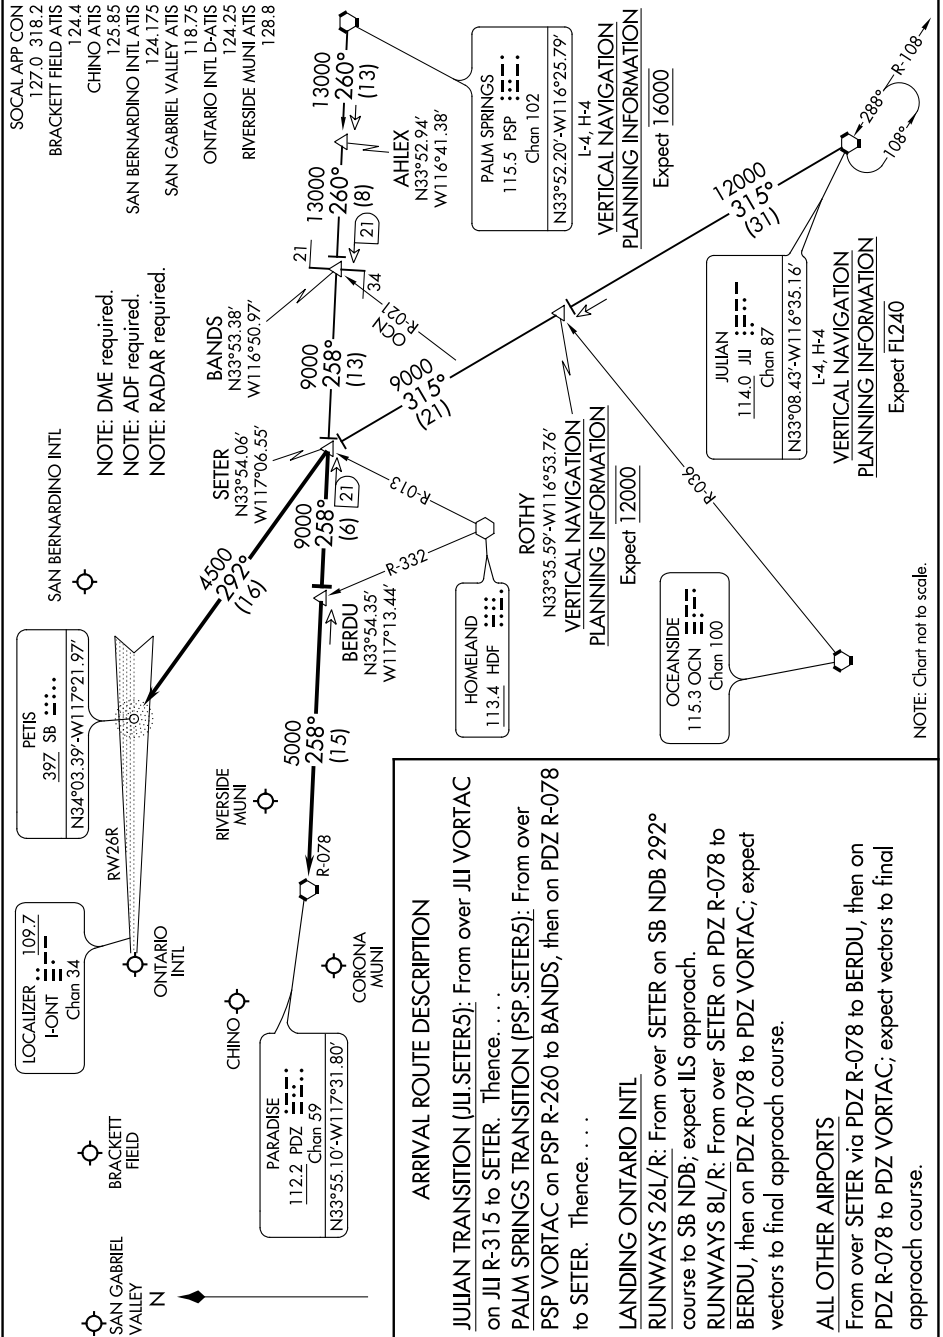 SOCAL APP CON
127.0 318.2
BRACKETT FIELD ATIS
124.4
CHINO ATIS
125.85
SAN BERNARDINO INTL ATIS
124.175
SAN GABRIEL VALLEY ATIS
118.75
ONTARIO INTL D-ATIS
124.25
RIVERSIDE MUNI ATIS
128.8
NOTE: DME required.
NOTE: ADF required.
NOTE: RADAR required.
SAN BERNARDINO INTL
PETIS
397 SB
N34°03.39'-W117°21.97'
LOCALIZER 109.7
I-ONT
Chan 34
RW26R
ONTARIO
INTL
BRACKETT
FIELD
SAN GABRIEL
VALLEY
N
CHINO
RIVERSIDE
MUNI
CORONA
MUNI
PARADISE
112.2 PDZ
Chan 59
N33°55.10'-W117°31.80'
R-078
5000
258°
(15)
BERDU
N33°54.35'
W117°13.44'
4500
292°
(16)
9000
258°
(6)
21
SETER
N33°54.06'
W117°06.55'
9000
258°
(13)
BANDS
N33°53.38'
W116°50.97'
21
34
21
13000
260°
(8)
AHLEX
N33°52.94'
W116°41.38'
13000
260°
(13)
PALM SPRINGS
115.5 PSP
Chan 102
N33°52.20'-W116°25.79'
L-4, H-4
VERTICAL NAVIGATION
PLANNING INFORMATION
Expect 16000
OCN
R-021
R-013
R-332
HOMELAND
113.4 HDF
9000
315°
(21)
ROTHY
N33°35.59'-W116°53.76'
VERTICAL NAVIGATION
PLANNING INFORMATION
Expect 12000
12000
315°
(31)
288°
R-108
108°
JULIAN
114.0 JLI
Chan 87
N33°08.43'-W116°35.16'
L-4, H-4
VERTICAL NAVIGATION
PLANNING INFORMATION
Expect FL240
R-036
OCEANSIDE
115.3 OCN
Chan 100
NOTE: Chart not to scale.
ARRIVAL ROUTE DESCRIPTION
JULIAN TRANSITION (JLI.SETER5): From over JLI VORTAC
on JLI R-315 to SETER. Thence. . . .
PALM SPRINGS TRANSITION (PSP.SETER5): From over
PSP VORTAC on PSP R-260 to BANDS, then on PDZ R-078
to SETER. Thence. . . .
LANDING ONTARIO INTL
RUNWAYS 26L/R: From over SETER on SB NDB 292°
course to SB NDB; expect ILS approach.
RUNWAYS 8L/R: From over SETER on PDZ R-078 to
BERDU, then on PDZ R-078 to PDZ VORTAC; expect
vectors to final approach course.
ALL OTHER AIRPORTS
From over SETER via PDZ R-078 to BERDU, then on
PDZ R-078 to PDZ VORTAC; expect vectors to final
approach course.